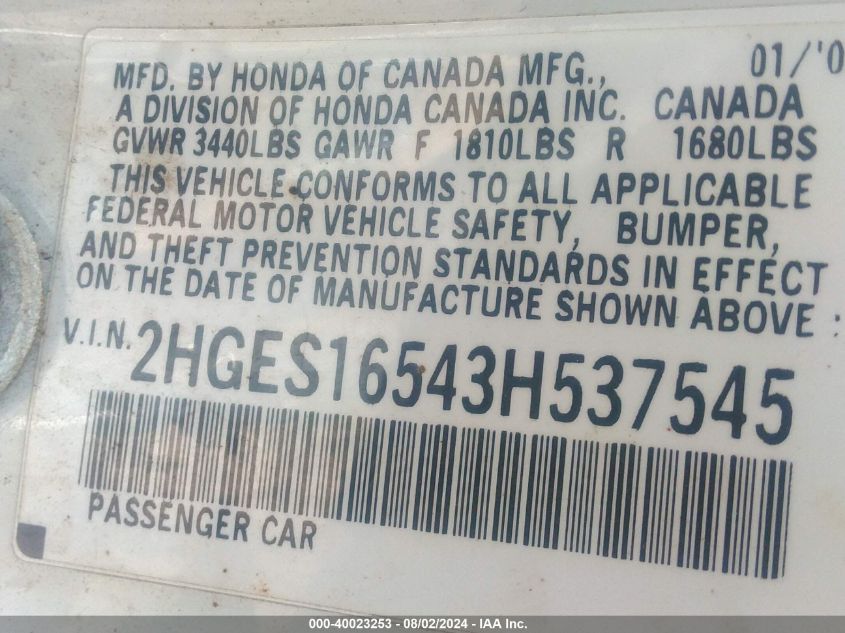 01/'0
MFD. BY HONDA OF CANADA MFG.,
A DIVISION OF HONDA CANADA INC. CANADA
GVWR 3440LBS GAWR F 1810LBS R 1680LBS
THIS VEHICLE CONFORMS TO ALL APPLICABLE
FEDERAL MOTOR VEHICLE SAFETY, BUMPER,
AND THEFT PREVENTION STANDARDS IN EFFECT
ON THE DATE OF MANUFACTURE SHOWN ABOVE :
V.I.N. 2HGES16543H537545
PASSENGER CAR
000-40023253 - 08/02/2024 - IAA Inc.